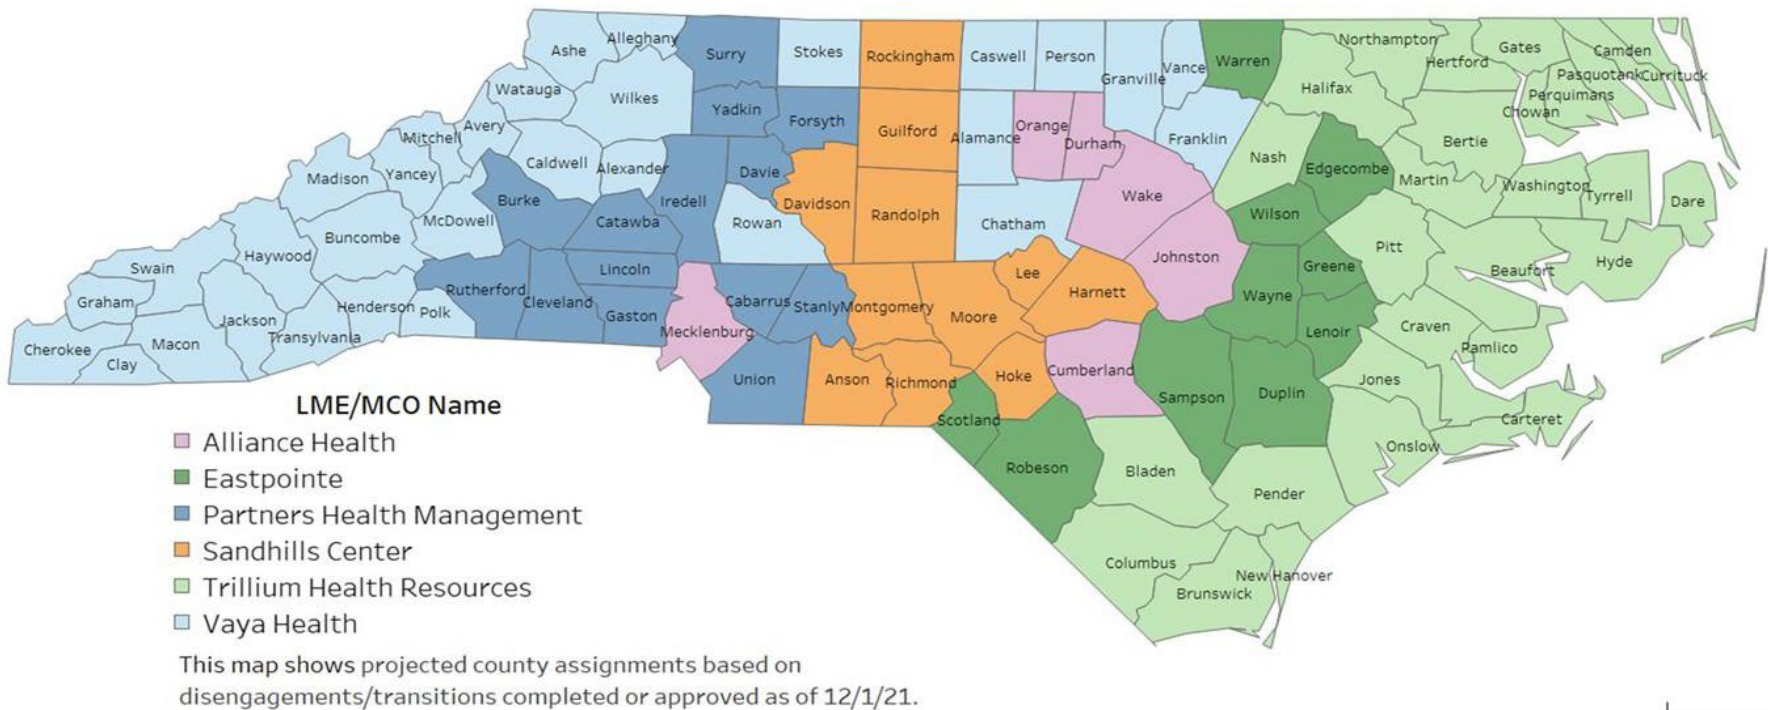 Ashe
Alleghany
Surry
Stokes
Rockingham
Caswell
Person
Granville
Vance
Warren
Northampton
Hertford
Gates
Camden
Pasquotank
Currituck
Watauga
Wilkes
Yadkin
Forsyth
Guilford
Alamance
Orange
Durham
Franklin
Halifax
Perquimans
Chowan
Bertie
Mitchell
Avery
Caldwell
Alexander
Davie
Nash
Edgecombe
Martin
Washington
Tyrrell
Dare
Madison
Yancey
Burke
Iredell
Davidson
Randolph
Wake
McDowell
Catawba
Rowan
Chatham
Wilson
Pitt
Buncombe
Haywood
Swain
Lincoln
Lee
Johnston
Greene
Beaufort
Hyde
Graham
Rutherford
Cleveland
Gaston
Cabarrus
Stanly
Montgomery
Moore
Harnett
Wayne
Lenoir
Craven
Pamlico
Henderson
Polk
Jackson
Transylvania
Macon
Cherokee
Clay
Mecklenburg
Union
Anson
Richmond
Hoke
Cumberland
Sampson
Duplin
Jones
Carteret
Scotland
Robeson
Bladen
Onslow
Pender
Columbus
New Hanover
Brunswick
LME/MCO Name
Alliance Health
Eastpointe
Partners Health Management
Sandhills Center
Trillium Health Resources
Vaya Health
This map shows projected county assignments based on
disengagements/transitions completed or approved as of 12/1/21.